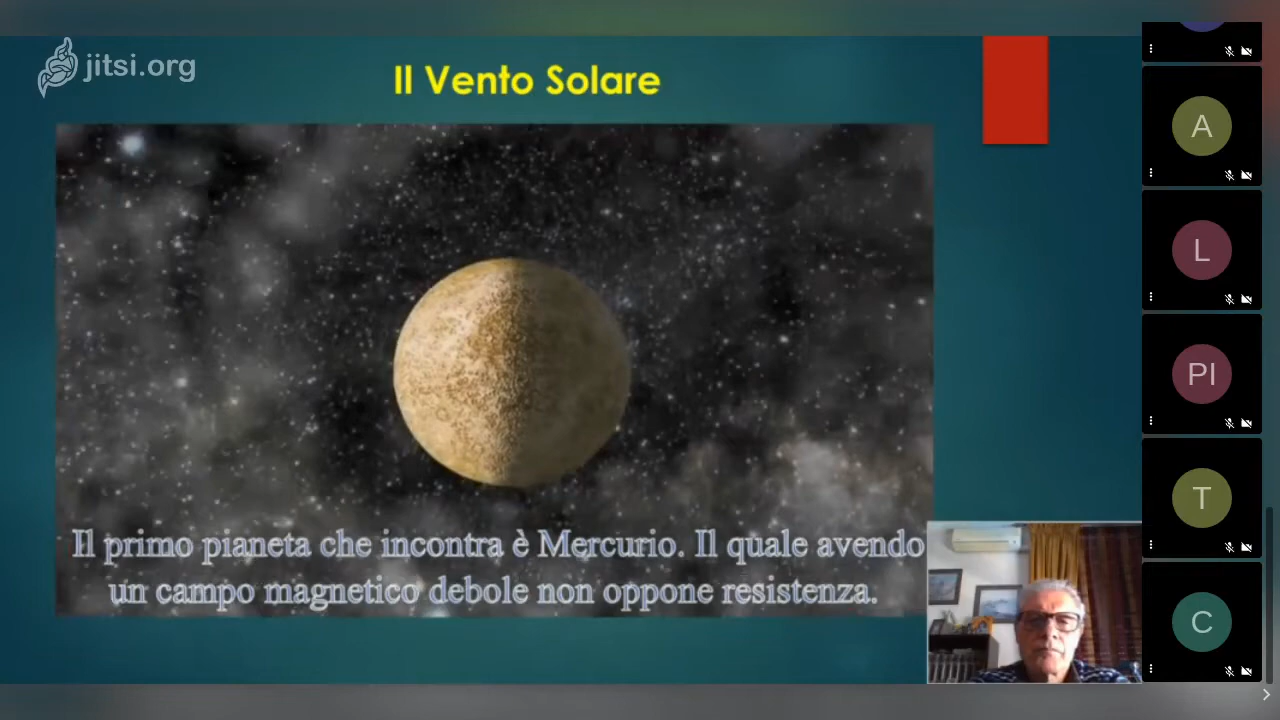 jitsi.org
Il Vento Solare
Il primo pianeta che incontra è Mercurio. Il quale avendo
un campo magnetico debole non oppone resistenza.
A
L
PI
T
C